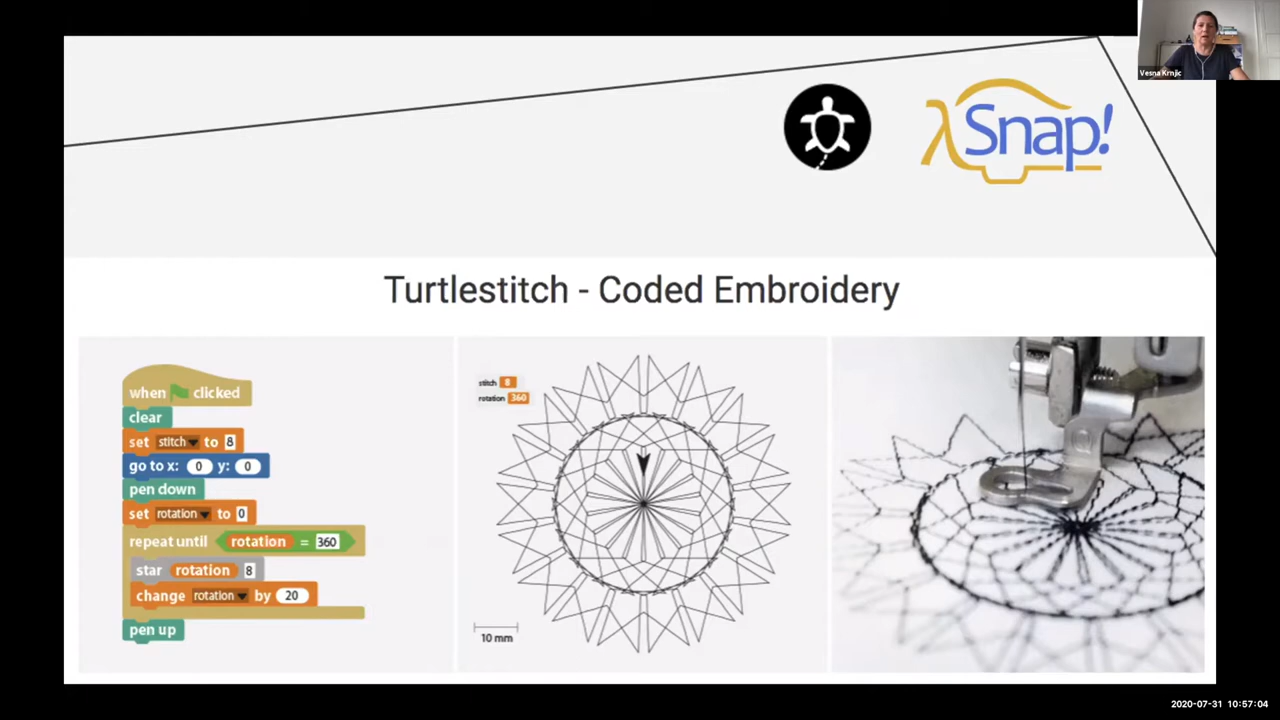 Vesna Krnjic
λSnap!
Turtlestitch - Coded Embroidery
when clicked
clear
set stitch to 8
go to x: 0 y: 0
pen down
set rotation to 0
repeat until rotation = 360
star rotation 8
change rotation by 20
pen up
stitch 8
rotation 360
10 mm
2020-07-31 10:57:04